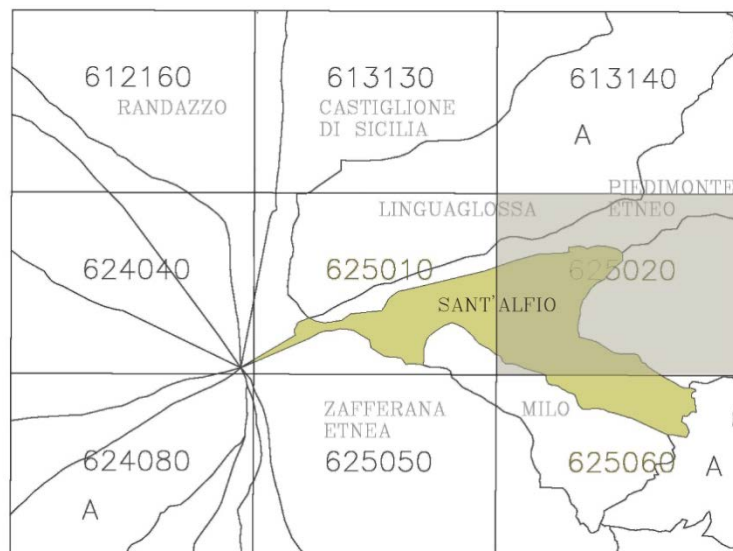 612160
RANDAZZO
613130
CASTIGLIONE
DI SICILIA
613140
A
LINGUAGLOSSA
PIEDIMONTE
ETNEO
624040
625010
625020
SANT'ALFIO
ZAFFERANA
ETNEA
MILO
624080
625050
625060
A
A